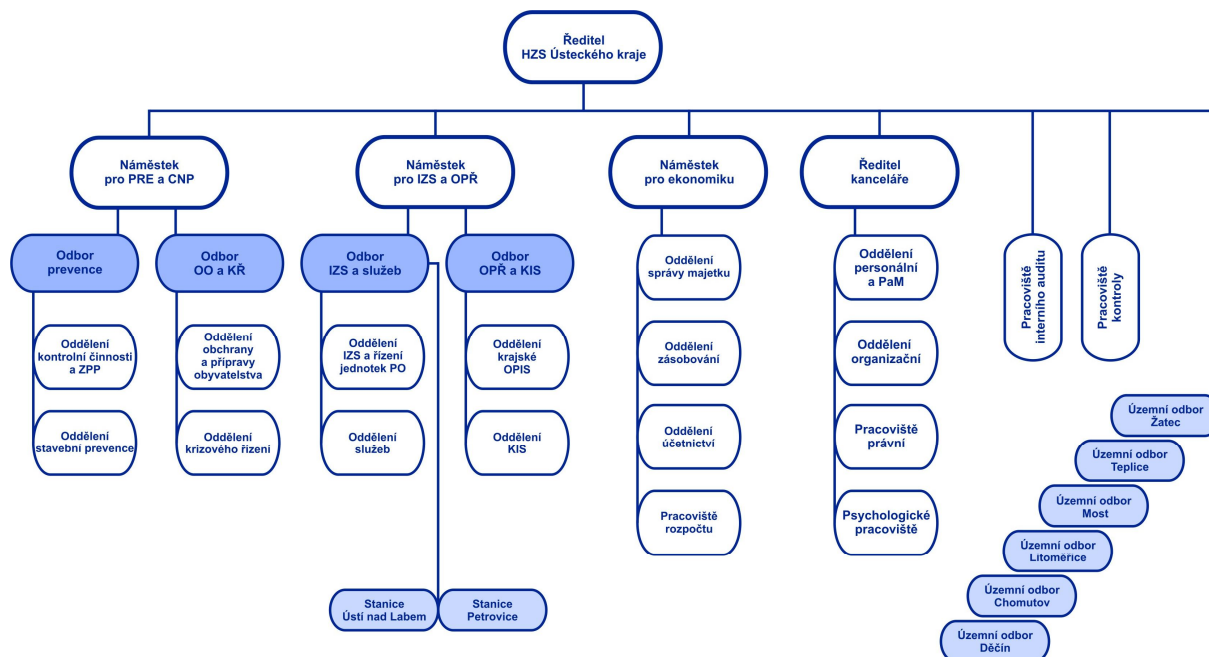 Ředitel
HZS Ústeckého kraje
Náměstek
pro PRE a CNP
Náměstek
pro IZS a OPŘ
Náměstek
pro ekonomiku
Ředitel
kanceláře
Odbor
prevence
Odbor
OO a KŘ
Odbor
IZS a služeb
Odbor
OPŘ a KIS
Oddělení
správy majetku
Oddělení
personální
a PaM
Pracoviště
interního auditu
Pracoviště
kontroly
Oddělení
kontrolní činnosti
a ZPP
Oddělení
obchrany
a přípravy
obyvatelstva
Oddělení
IZS a řízení
jednotek PO
Oddělení
krajské
OPIS
Oddělení
zásobování
Oddělení
organizační
Oddělení
stavební prevence
Oddělení
krizového řízeni
Oddělení
služeb
Oddělení
KIS
Oddělení
účetnictví
Pracoviště
právní
Pracoviště
rozpočtu
Psychologické
pracoviště
Územní odbor
Žatec
Územní odbor
Teplice
Územní odbor
Most
Územní odbor
Litoměřice
Územní odbor
Chomutov
Územní odbor
Děčín
Stanice
Ústí nad Labem
Stanice
Petrovice